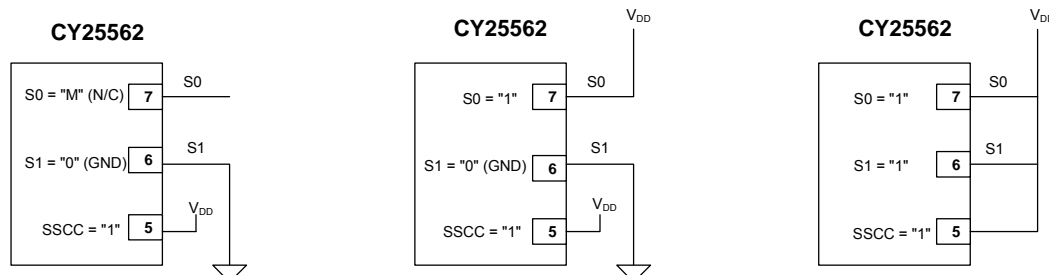 CY25562
S0 = "M" (N/C) 7 S0
S1 = "0" (GND) 6 S1
SSCC = "1" 5 VDD
VDD
CY25562
S0 = "1" 7 S0
S1 = "0" (GND) 6 S1
SSCC = "1" 5 VDD
VDD
CY25562
S0 = "1" 7 S0
S1 = "1" 6 S1
SSCC = "1" 5